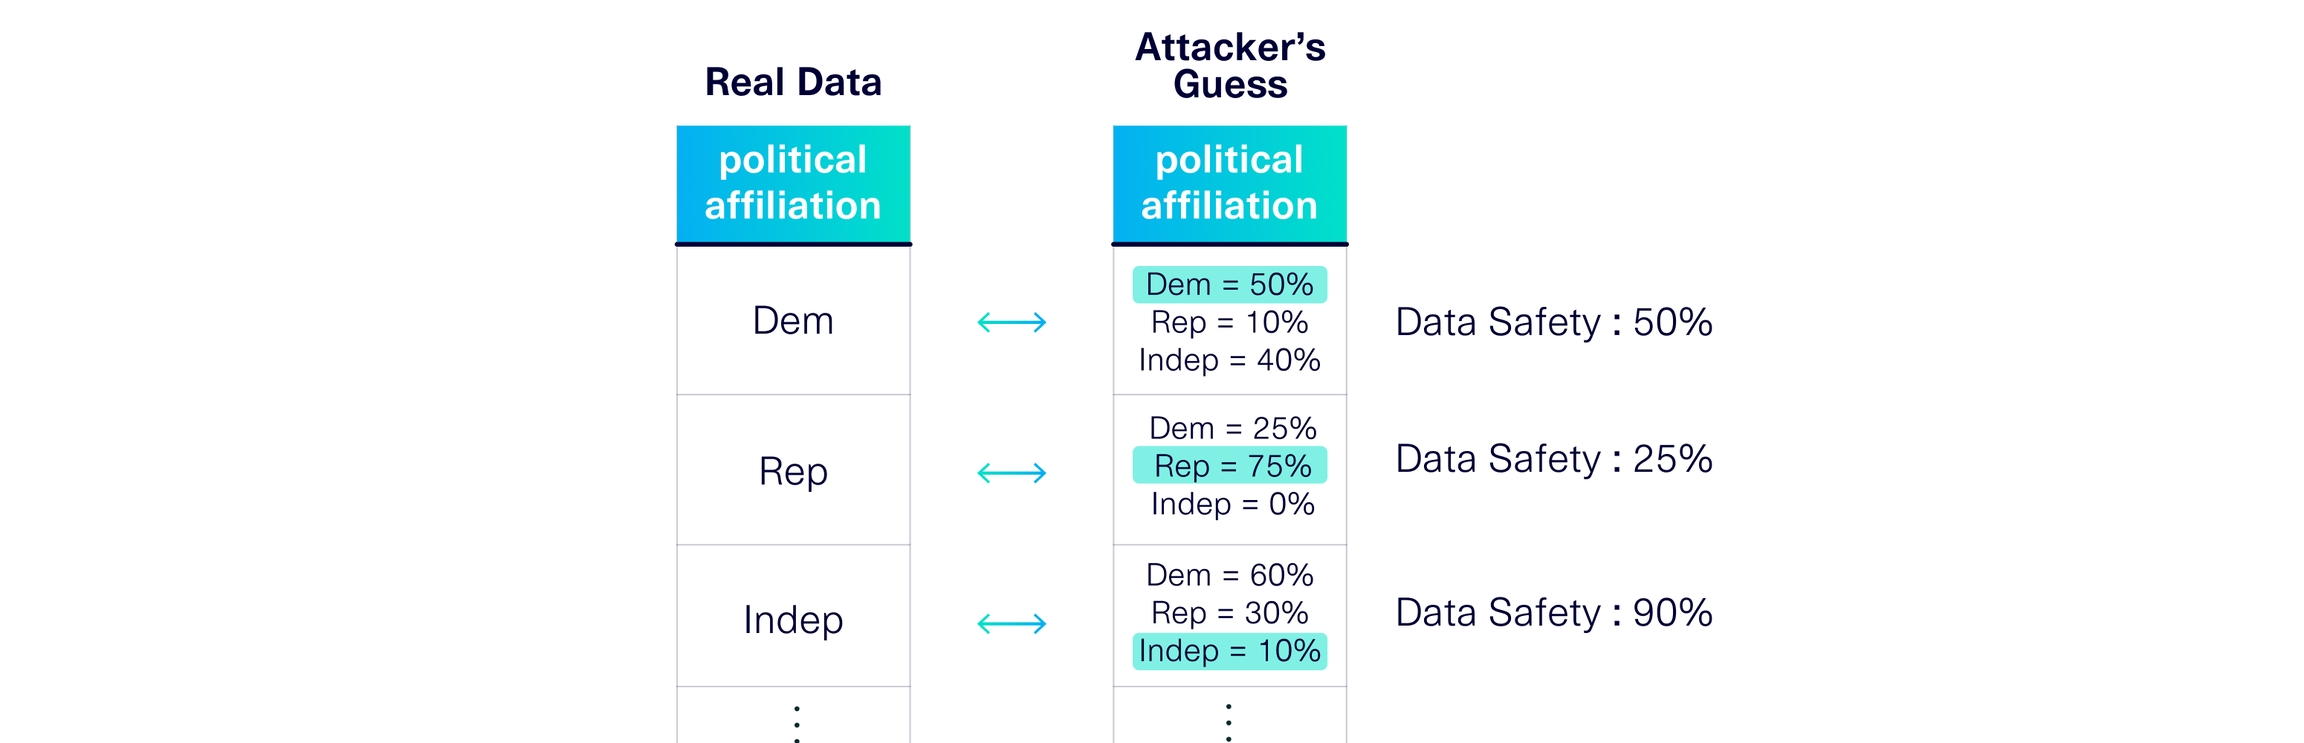 Real Data
Attacker’s
Guess
political
affiliation
political
affiliation
Dem
Dem = 50%
Rep = 10%
Indep = 40%
Data Safety : 50%
Rep
Dem = 25%
Rep = 75%
Indep = 0%
Data Safety : 25%
Indep
Dem = 60%
Rep = 30%
Indep = 10%
Data Safety : 90%